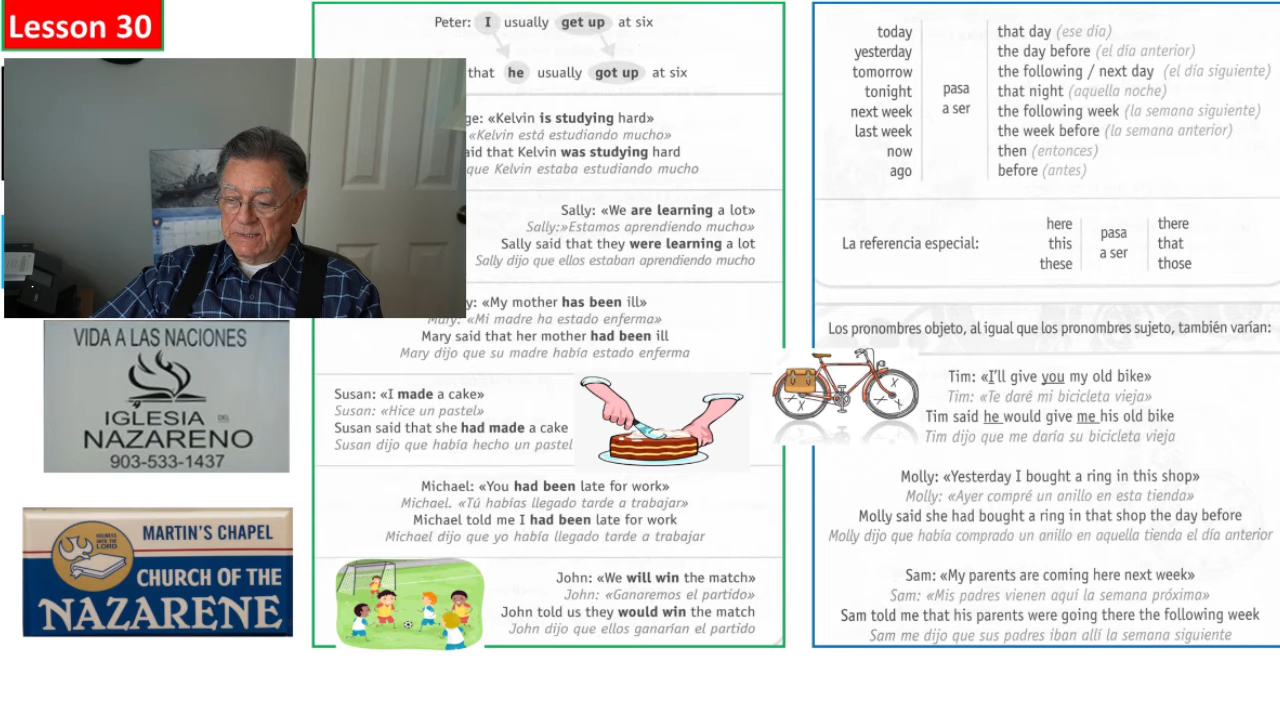 Lesson 30
Peter: I usually get up at six
that he usually got up at six
ge: «Kelvin is studying hard»
«Kelvin está estudiando mucho»
aid that Kelvin was studying hard
que Kelvin estaba estudiando mucho
Sally: «We are learning a lot»
Sally:»Estamos aprendiendo mucho»
Sally said that they were learning a lot
Sally dijo que ellos estaban aprendiendo mucho
y: «My mother has been ill»
Mary: «Mi madre ha estado enferma»
Mary said that her mother had been ill
Mary dijo que su madre había estado enferma
Susan: «I made a cake»
Susan: «Hice un pastel»
Susan said that she had made a cake
Susan dijo que había hecho un pastel
Michael: «You had been late for work»
Michael. «Tú habías llegado tarde a trabajar»
Michael told me I had been late for work
Michael dijo que yo había llegado tarde a trabajar
John: «We will win the match»
John: «Ganaremos el partido»
John told us they would win the match
John dijo que ellos ganarían el partido
today that day (ese día)
yesterday the day before (el día anterior)
tomorrow the following / next day (el día siguiente)
tonight pasa a ser that night (aquella noche)
next week the following week (la semana siguiente)
last week the week before (la semana anterior)
now then (entonces)
ago before (antes)
La referencia especial:
here there
this pasa a ser that
these those
Los pronombres objeto, al igual que los pronombres sujeto, también varían:
Tim: «I'll give you my old bike»
Tim: «Te daré mi bicicleta vieja»
Tim said he would give me his old bike
Tim dijo que me daría su bicicleta vieja
Molly: «Yesterday I bought a ring in this shop»
Molly: «Ayer compré un anillo en esta tienda»
Molly said she had bought a ring in that shop the day before
Molly dijo que había comprado un anillo en aquella tienda el día anterior
Sam: «My parents are coming here next week»
Sam: «Mis padres vienen aquí la semana próxima»
Sam told me that his parents were going there the following week
Sam me dijo que sus padres iban allí la semana siguiente
VIDA A LAS NACIONES
IGLESIA DEL
NAZARENO
903-533-1437
HOLINESS
UNTO THE
LORD
MARTIN'S CHAPEL
CHURCH OF THE
NAZARENE